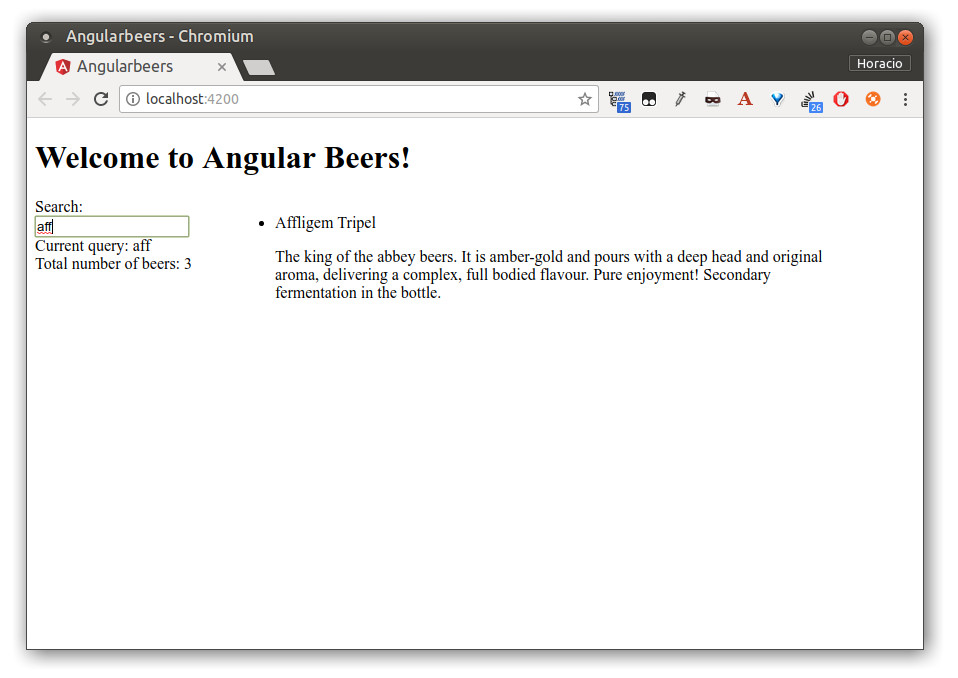 Angularbeers - Chromium
Angularbeers
Horacio
localhost:4200
75
A
26
Welcome to Angular Beers!
Search:
aff
Current query: aff
Total number of beers: 3
Affligem Tripel
The king of the abbey beers. It is amber-gold and pours with a deep head and original
aroma, delivering a complex, full bodied flavour. Pure enjoyment! Secondary
fermentation in the bottle.